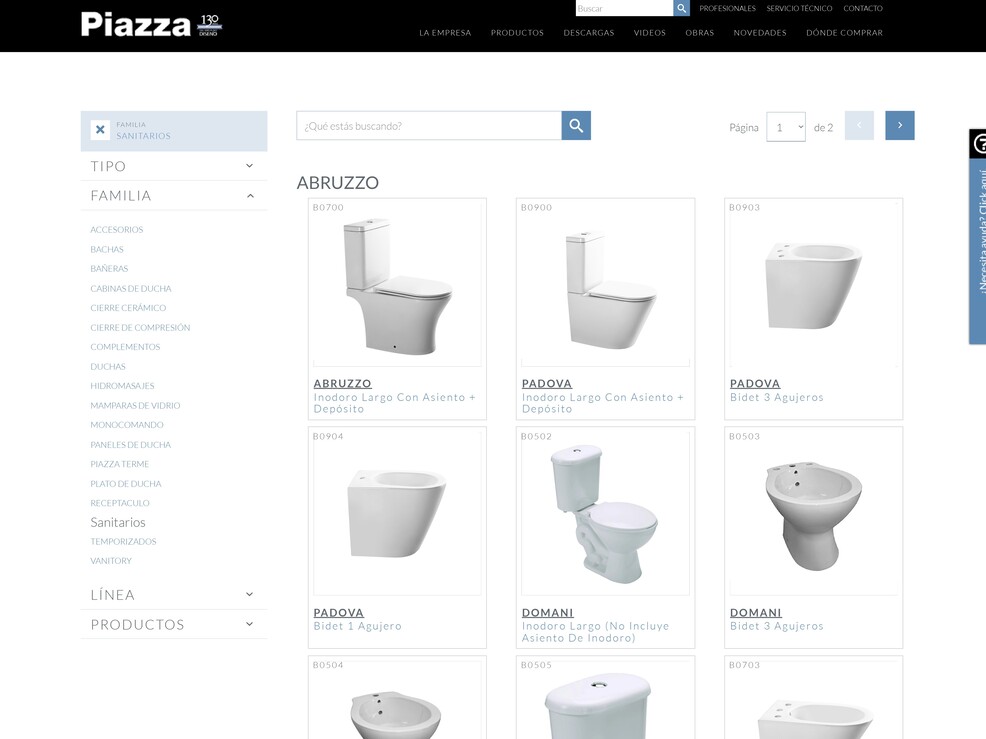 Piazza
130
DISEÑO
Buscar
PROFESIONALES
SERVICIO TÉCNICO
CONTACTO
LA EMPRESA
PRODUCTOS
DESCARGAS
VIDEOS
OBRAS
NOVEDADES
DÓNDE COMPRAR
FAMILIA
SANITARIOS
TIPO
FAMILIA
ACCESORIOS
BACHAS
BAÑERAS
CABINAS DE DUCHA
CIERRE CERÁMICO
CIERRE DE COMPRESIÓN
COMPLEMENTOS
DUCHAS
HIDROMASAJES
MAMPARAS DE VIDRIO
MONOCOMANDO
PANELES DE DUCHA
PIAZZA TERME
PLATO DE DUCHA
RECEPTACULO
Sanitarios
TEMPORIZADOS
VANITORY
LÍNEA
PRODUCTOS
¿Qué estás buscando?
Página 1 de 2
ABRUZZO
B0700
ABRUZZO
Inodoro Largo Con Asiento +
Depósito
B0900
PADOVA
Inodoro Largo Con Asiento +
Depósito
B0903
PADOVA
Bidet 3 Agujeros
B0904
PADOVA
Bidet 1 Agujero
B0502
DOMANI
Inodoro Largo (No Incluye
Asiento De Inodoro)
B0503
DOMANI
Bidet 3 Agujeros
B0504
B0505
B0703
¿Necesita ayuda? Click aquí